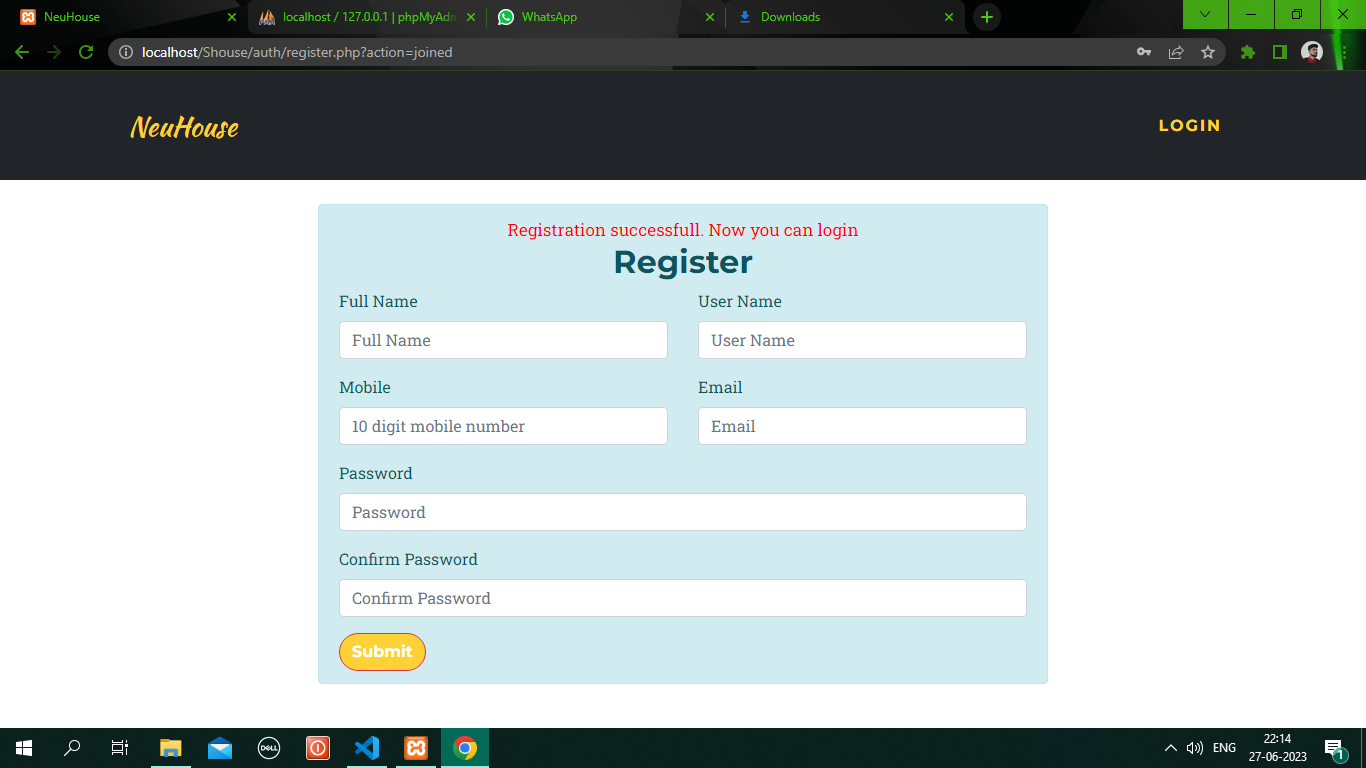 NeuHouse
localhost / 127.0.0.1 | phpMyAdm
WhatsApp
Downloads
localhost/Shouse/auth/register.php?action=joined
NeuHouse
LOGIN
Registration successfull. Now you can login
Register
Full Name
User Name
Full Name
User Name
Mobile
Email
10 digit mobile number
Email
Password
Password
Confirm Password
Confirm Password
Submit
DELL
ENG
22:14
27-06-2023
1